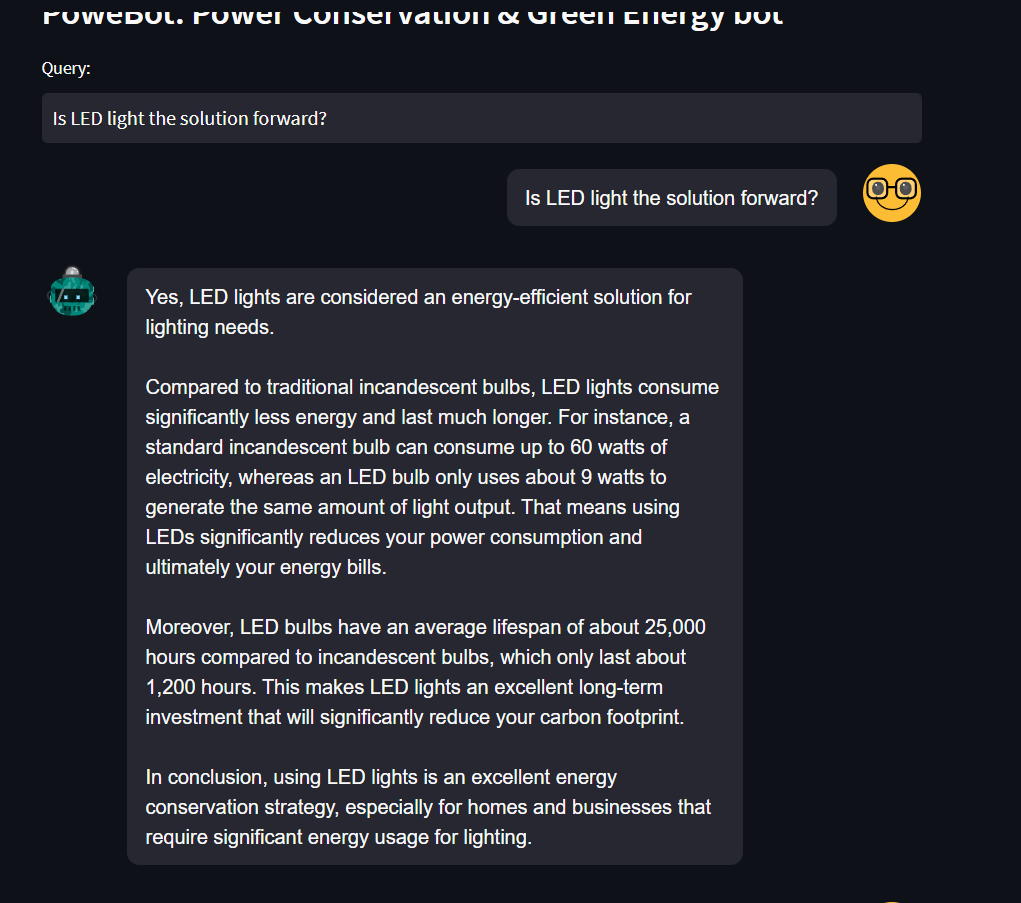 PoweBot: Power Conservation & Green Energy bot
Query:
Is LED light the solution forward?
Is LED light the solution forward?
Yes, LED lights are considered an energy-efficient solution for
lighting needs.
Compared to traditional incandescent bulbs, LED lights consume
significantly less energy and last much longer. For instance, a
standard incandescent bulb can consume up to 60 watts of
electricity, whereas an LED bulb only uses about 9 watts to
generate the same amount of light output. That means using
LEDs significantly reduces your power consumption and
ultimately your energy bills.
Moreover, LED bulbs have an average lifespan of about 25,000
hours compared to incandescent bulbs, which only last about
1,200 hours. This makes LED lights an excellent long-term
investment that will significantly reduce your carbon footprint.
In conclusion, using LED lights is an excellent energy
conservation strategy, especially for homes and businesses that
require significant energy usage for lighting.